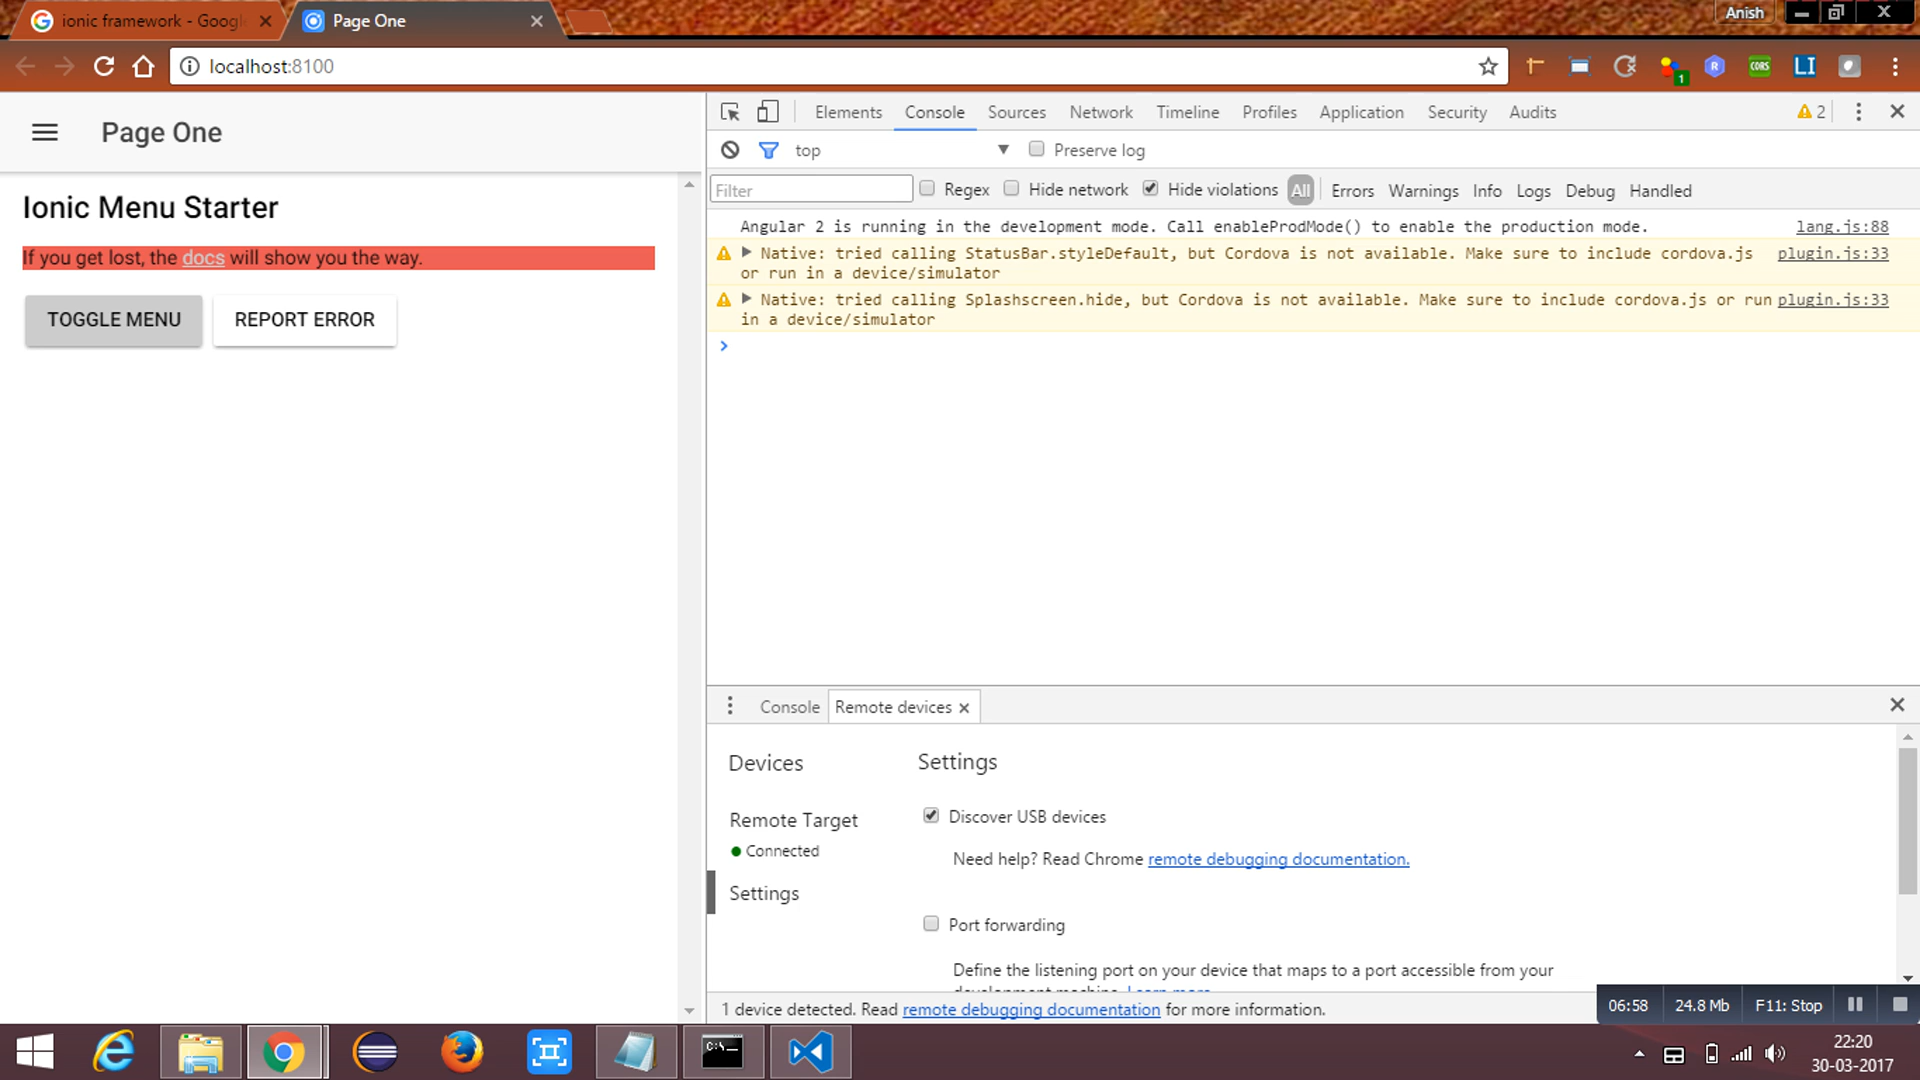 ionic framework - Goog
Page One
Anish
localhost:8100
1
CORS
LI
R
Page One
Ionic Menu Starter
If you get lost, the docs will show you the way.
TOGGLE MENU
REPORT ERROR
Elements Console Sources Network Timeline Profiles Application Security Audits
2
top
Preserve log
Filter
Regex
Hide network
Hide violations
All Errors Warnings Info Logs Debug Handled
Angular 2 is running in the development mode. Call enableProdMode() to enable the production mode. lang.js:88
Native: tried calling StatusBar.styleDefault, but Cordova is not available. Make sure to include cordova.js plugin.js:33
or run in a device/simulator
Native: tried calling Splashscreen.hide, but Cordova is not available. Make sure to include cordova.js or run plugin.js:33
in a device/simulator
Console
Remote devices
Devices
Remote Target
Connected
Settings
Settings
Discover USB devices
Need help? Read Chrome remote debugging documentation.
Port forwarding
Define the listening port on your device that maps to a port accessible from your
development machine. Learn more
1 device detected. Read remote debugging documentation for more information.
06:58
24.8 Mb
F11: Stop
C:\_
22:20
30-03-2017